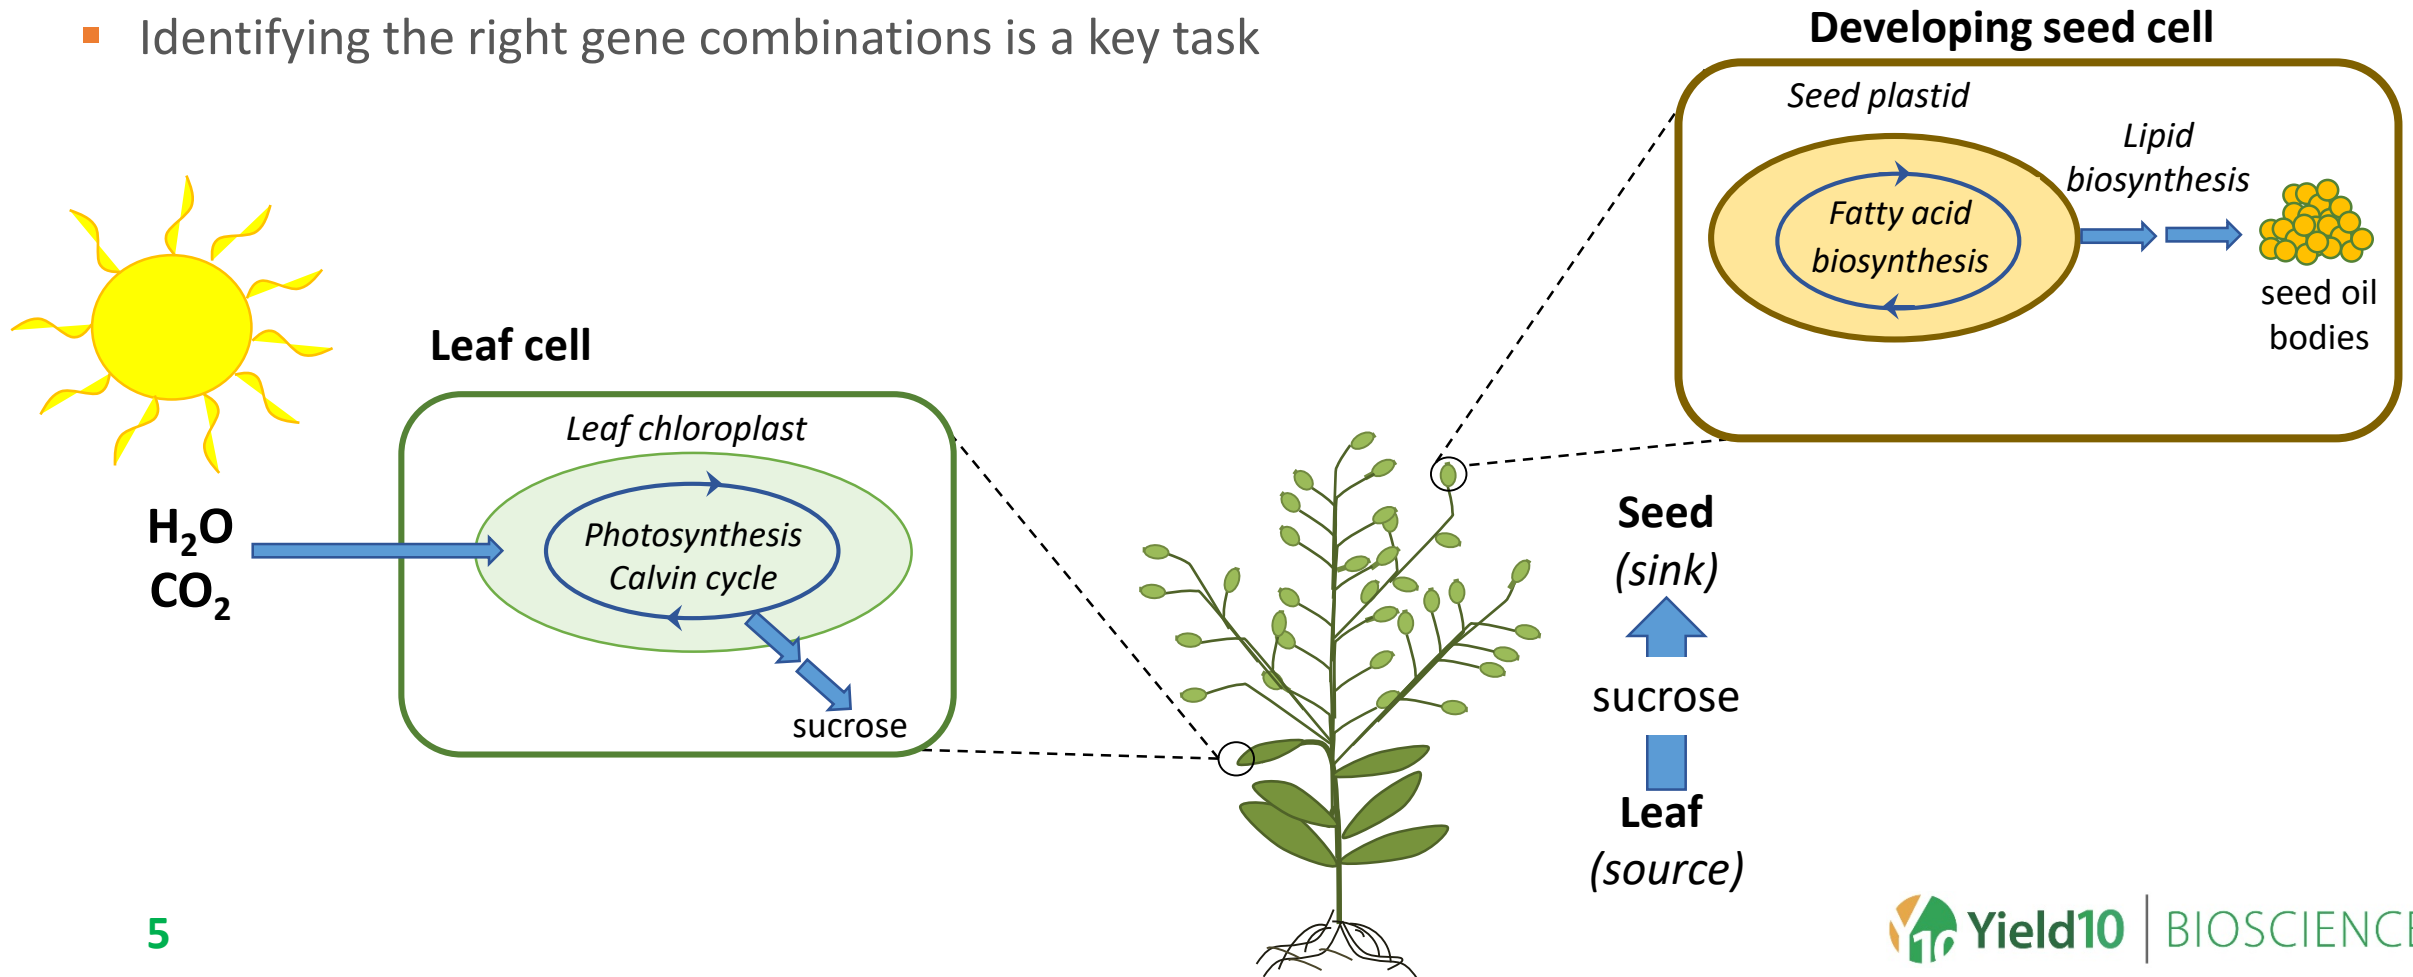 ▪ Identifying the right gene combinations is a key task
Developing seed cell
Seed plastid
Lipid
biosynthesis
Fatty acid
biosynthesis
seed oil
bodies
Leaf cell
Leaf chloroplast
Photosynthesis
Calvin cycle
sucrose
H₂O
CO₂
Seed
(sink)
sucrose
Leaf
(source)
5
Y10 Yield10 | BIOSCIENCE